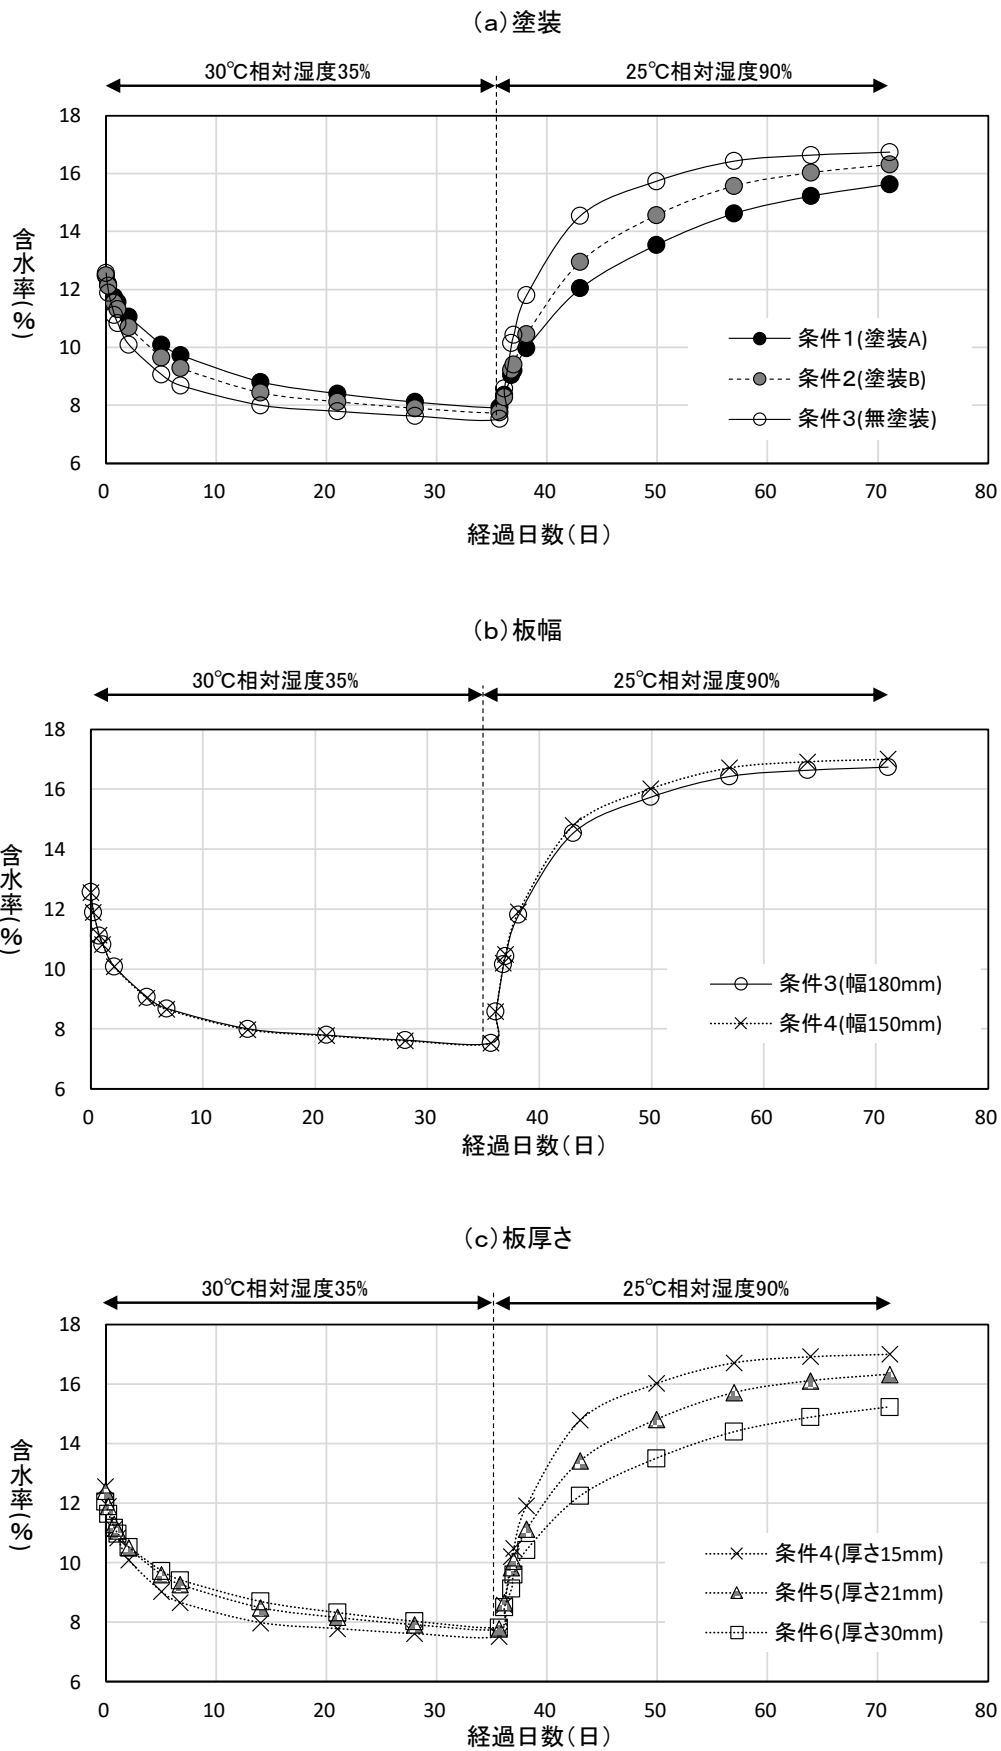 (a)塗装
30℃相対湿度35%
25℃相対湿度90%
18
16
14
12
10
8
6
含水率(%)
条件1(塗装A)
条件2(塗装B)
条件3(無塗装)
0 10 20 30 40 50 60 70 80
経過日数(日)
(b)板幅
30℃相対湿度35%
25℃相対湿度90%
18
16
14
12
10
8
6
含水率(%)
条件3(幅180mm)
条件4(幅150mm)
0 10 20 30 40 50 60 70 80
経過日数(日)
(c)板厚さ
30℃相対湿度35%
25℃相対湿度90%
18
16
14
12
10
8
6
含水率(%)
条件4(厚さ15mm)
条件5(厚さ21mm)
条件6(厚さ30mm)
0 10 20 30 40 50 60 70 80
経過日数(日)